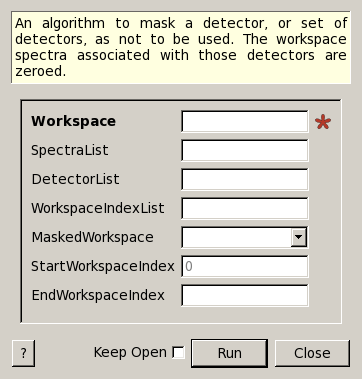 An algorithm to mask a detector, or set of
detectors, as not to be used. The workspace
spectra associated with those detectors are
zeroed.
Workspace *
SpectraList
DetectorList
WorkspaceIndexList
MaskedWorkspace
StartWorkspaceIndex 0
EndWorkspaceIndex
? Keep Open Run Close